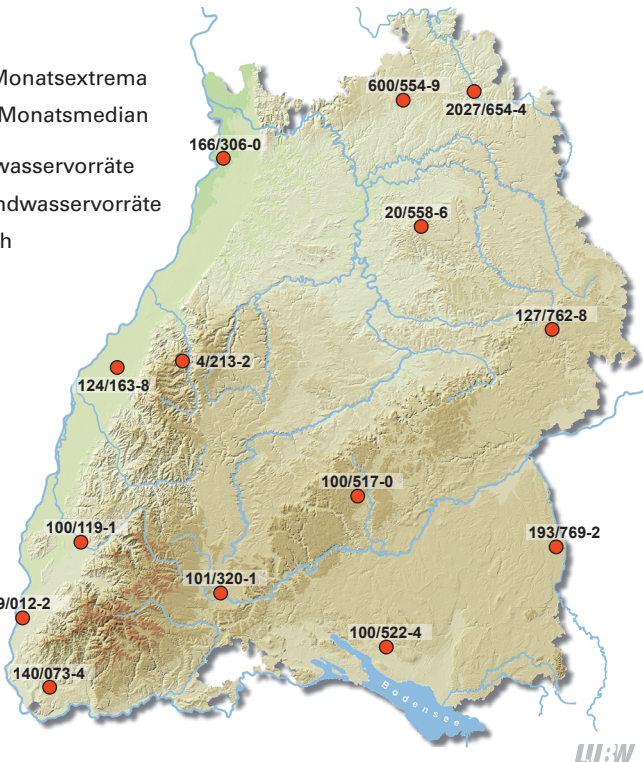 Monatsextrema
Monatsmedian
wasservorräte
ndwasservorräte
h
600/554-9
2027/654-4
166/306-0
20/558-6
127/762-8
4/213-2
124/163-8
100/517-0
100/119-1
193/769-2
101/320-1
9/012-2
100/522-4
140/073-4
Bodensee
LUBW